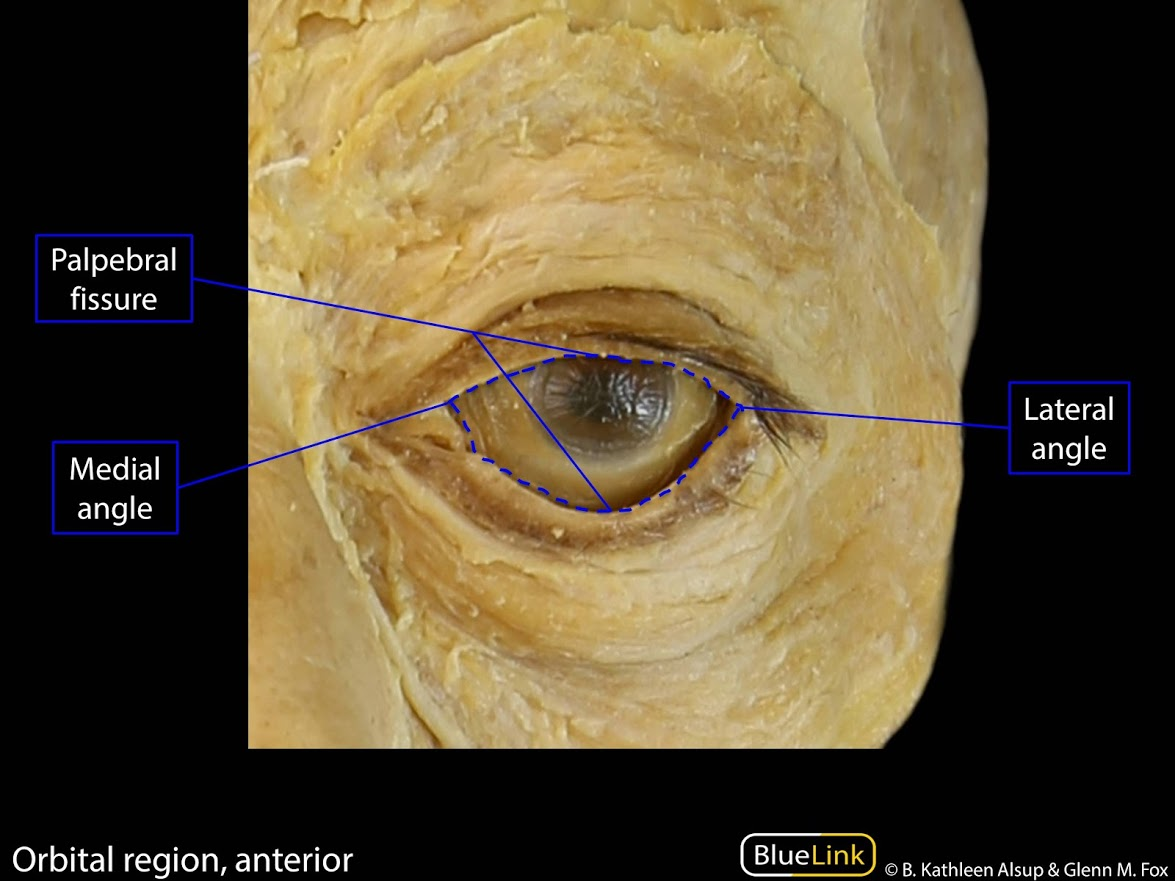 Palpebral
fissure
Medial
angle
Lateral
angle
Orbital region, anterior
BlueLink
© B. Kathleen Alsup & Glenn M. Fox